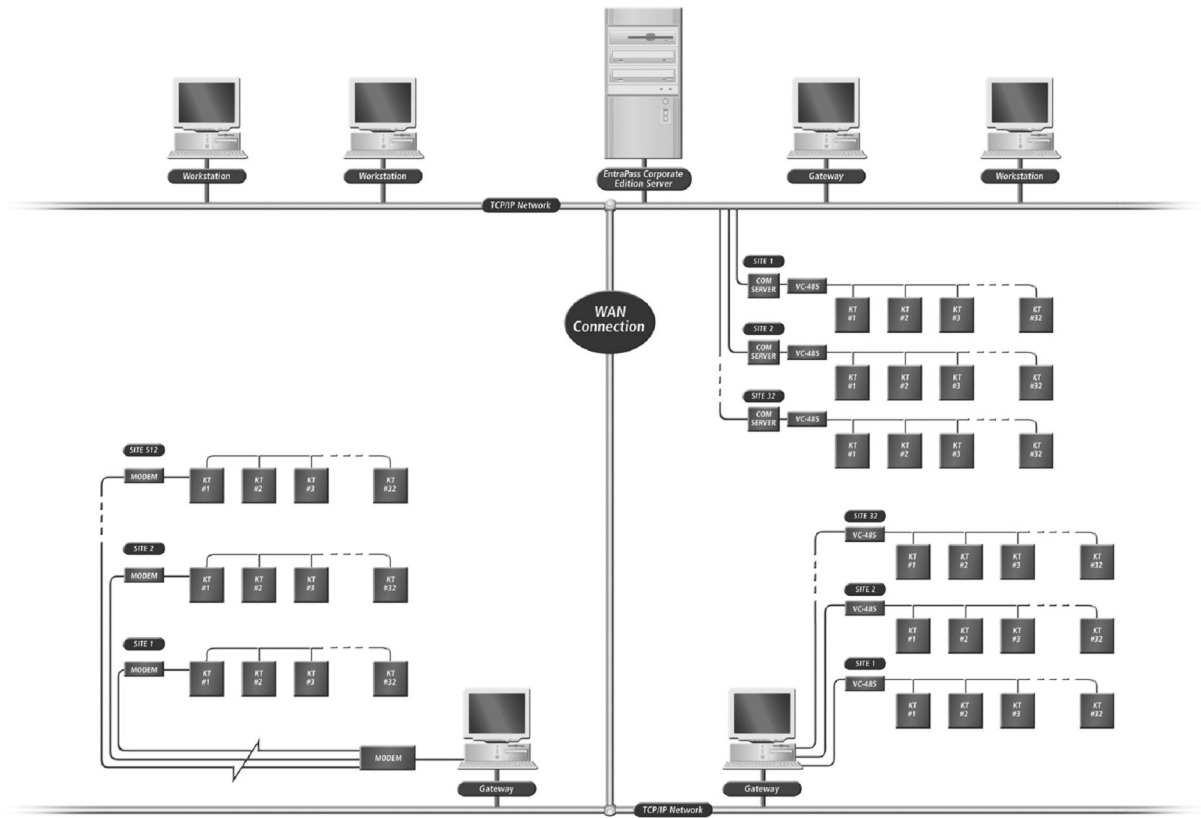 Workstation
Workstation
EntraPass Corporate
Edition Server
Gateway
Workstation
TCP/IP Network
WAN
Connection
SITE 1
COM
SERVER
VC-485
KT
#1
KT
#2
KT
#3
KT
#32
SITE 2
COM
SERVER
VC-485
KT
#1
KT
#2
KT
#3
KT
#32
SITE 32
COM
SERVER
VC-485
KT
#1
KT
#2
KT
#3
KT
#32
SITE 512
MODEM
KT
#1
KT
#2
KT
#3
KT
#32
SITE 2
MODEM
KT
#1
KT
#2
KT
#3
KT
#32
SITE 1
MODEM
KT
#1
KT
#2
KT
#3
KT
#32
MODEM
Gateway
SITE 32
VC-485
KT
#1
KT
#2
KT
#3
KT
#32
SITE 2
VC-485
KT
#1
KT
#2
KT
#3
KT
#32
SITE 1
VC-485
KT
#1
KT
#2
KT
#3
KT
#32
Gateway
TCP/IP Network